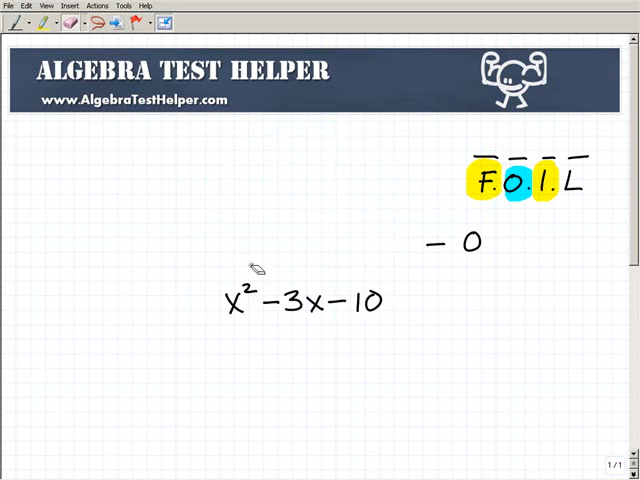 File Edit View Insert Actions Tools Help
ALGEBRA TEST HELPER
www.AlgebraTestHelper.com
F.O.I.L
- 0
x² - 3x - 10
1 / 1